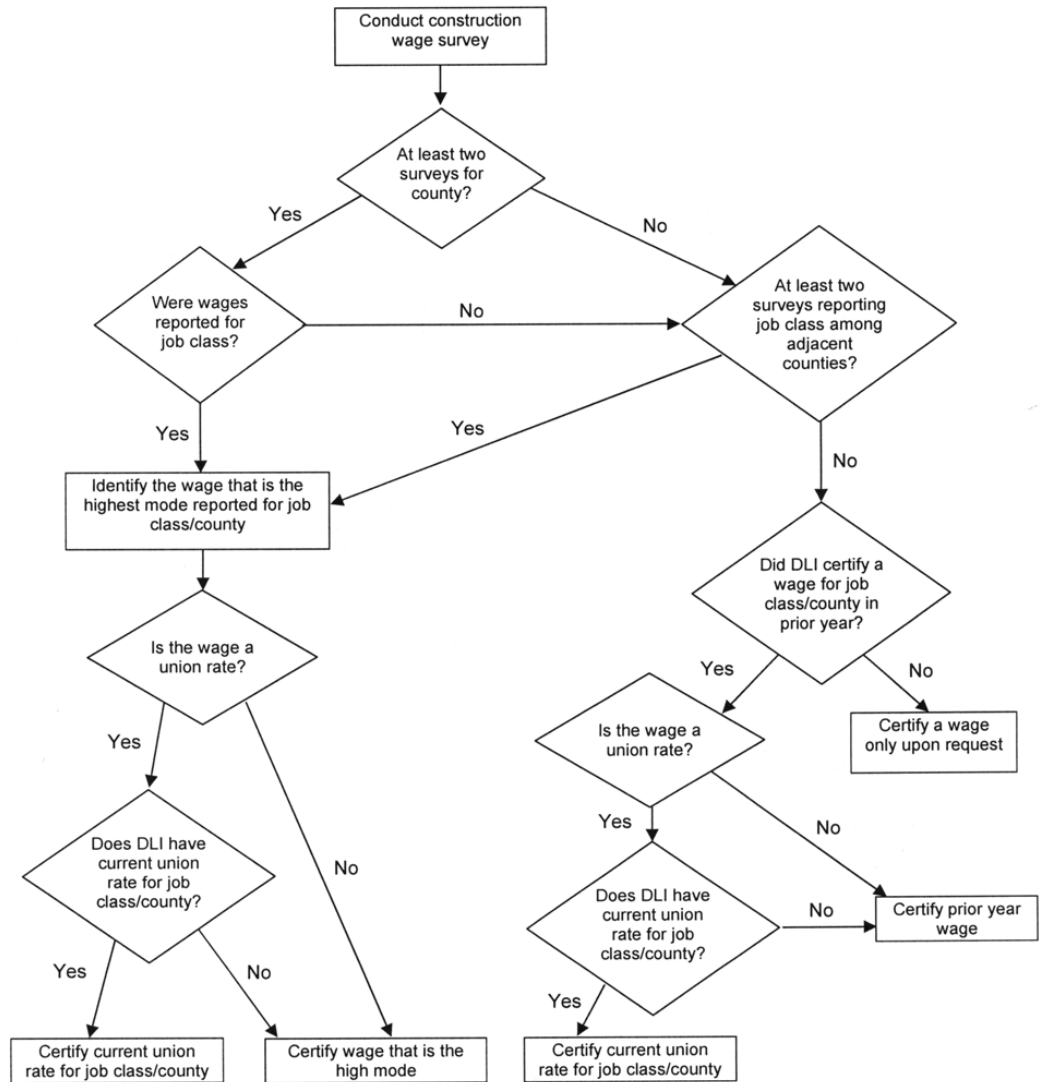 Conduct construction
wage survey
At least two
surveys for
county?
Yes
No
Were wages
reported for
job class?
No
At least two
surveys reporting
job class among
adjacent
counties?
Yes
Yes
No
Identify the wage that is the
highest mode reported for job
class/county
Did DLI certify a
wage for job
class/county in
prior year?
Is the wage a
union rate?
Yes
No
Certify a wage
only upon request
Is the wage a
union rate?
Yes
No
Yes
No
Does DLI have
current union
rate for job
class/county?
Does DLI have
current union
rate for job
class/county?
No
Certify prior year
wage
Yes
No
Yes
Certify current union
rate for job class/county
Certify wage that is the
high mode
Certify current union
rate for job class/county